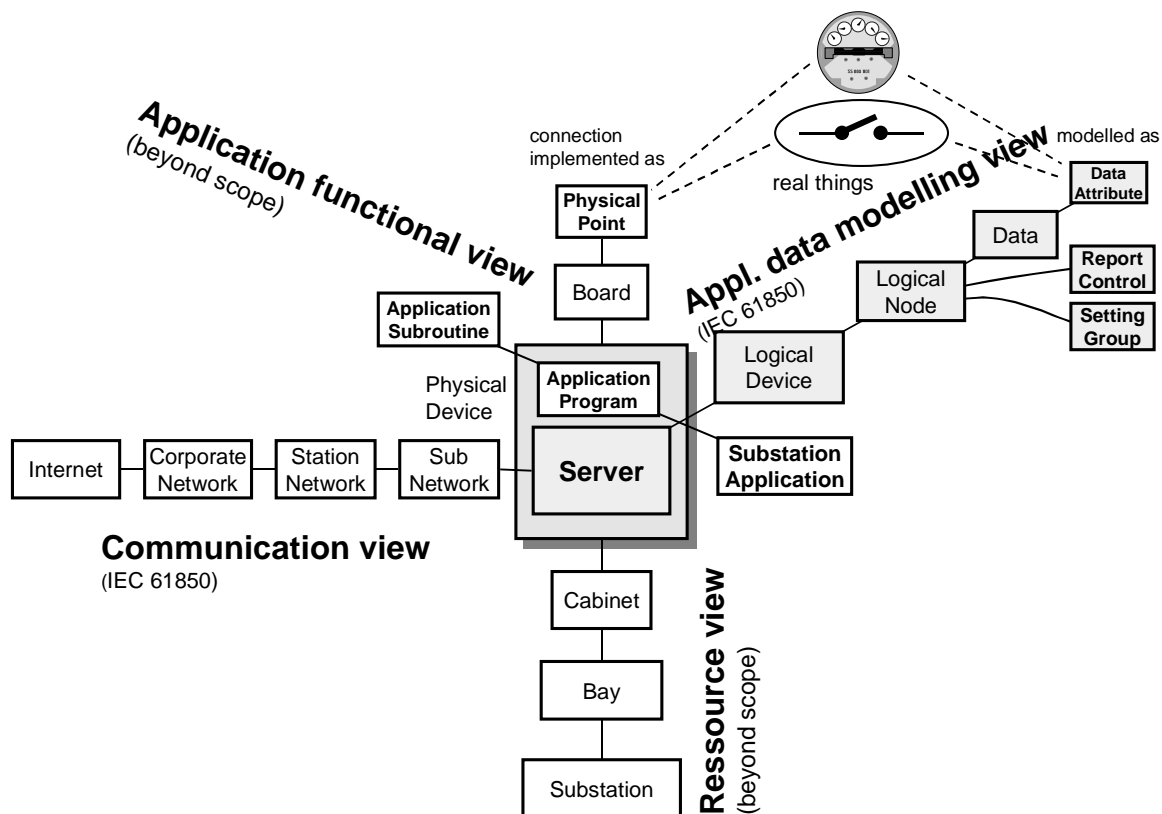 Application functional view
(beyond scope)
connection
implemented as
real things
modelled as
Physical
Point
Data
Attribute
Data
Appl. data modelling view
(IEC 61850)
Board
Logical
Node
Report
Control
Setting
Group
Application
Subroutine
Logical
Device
Physical
Device
Application
Program
Internet
Corporate
Network
Station
Network
Sub
Network
Server
Substation
Application
Communication view
(IEC 61850)
Cabinet
Bay
Substation
Ressource view
(beyond scope)